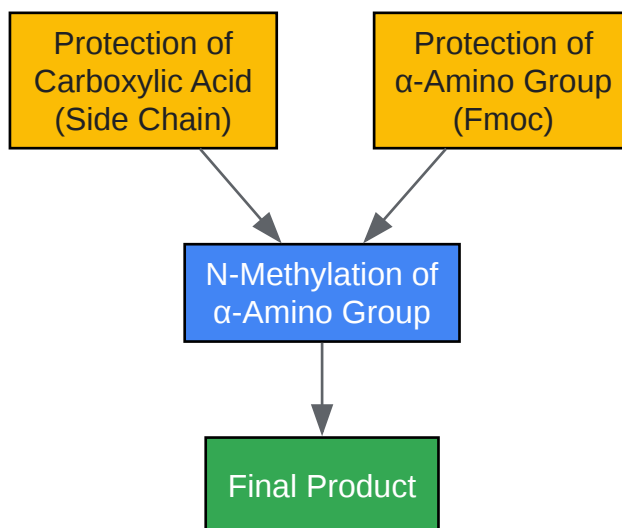 Protection of
Carboxylic Acid
(Side Chain)
Protection of
α-Amino Group
(Fmoc)
N-Methylation of
α-Amino Group
Final Product